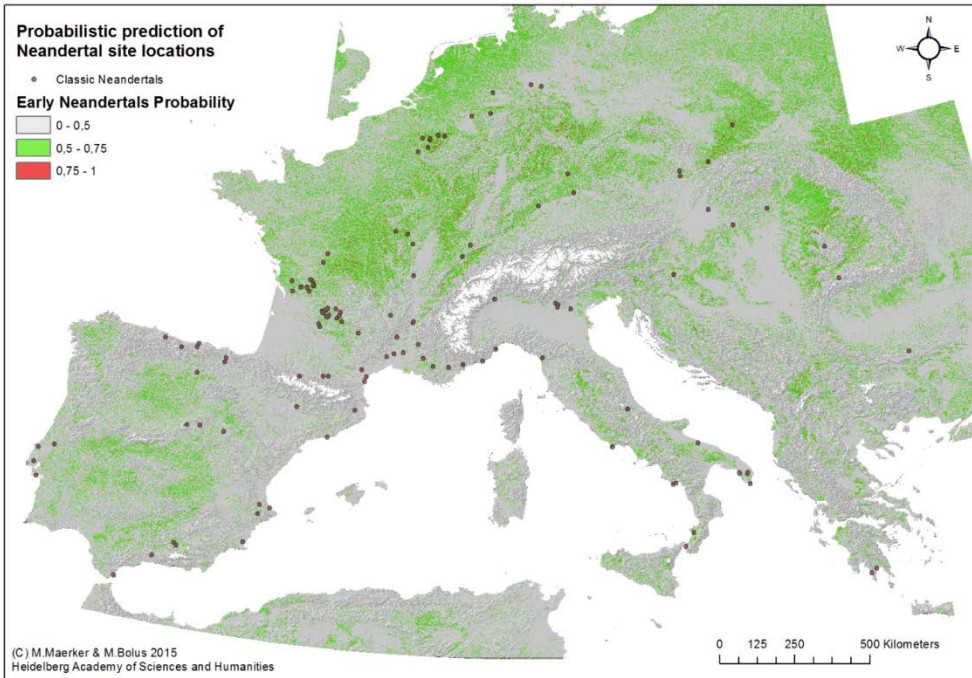 Probabilistic prediction of
Neandertal site locations
Classic Neandertals
Early Neandertals Probability
0 - 0,5
0,5 - 0,75
0,75 - 1
N
W E
S
(C) M.Maerker & M.Bolus 2015
Heidelberg Academy of Sciences and Humanities
0 125 250 500 Kilometers